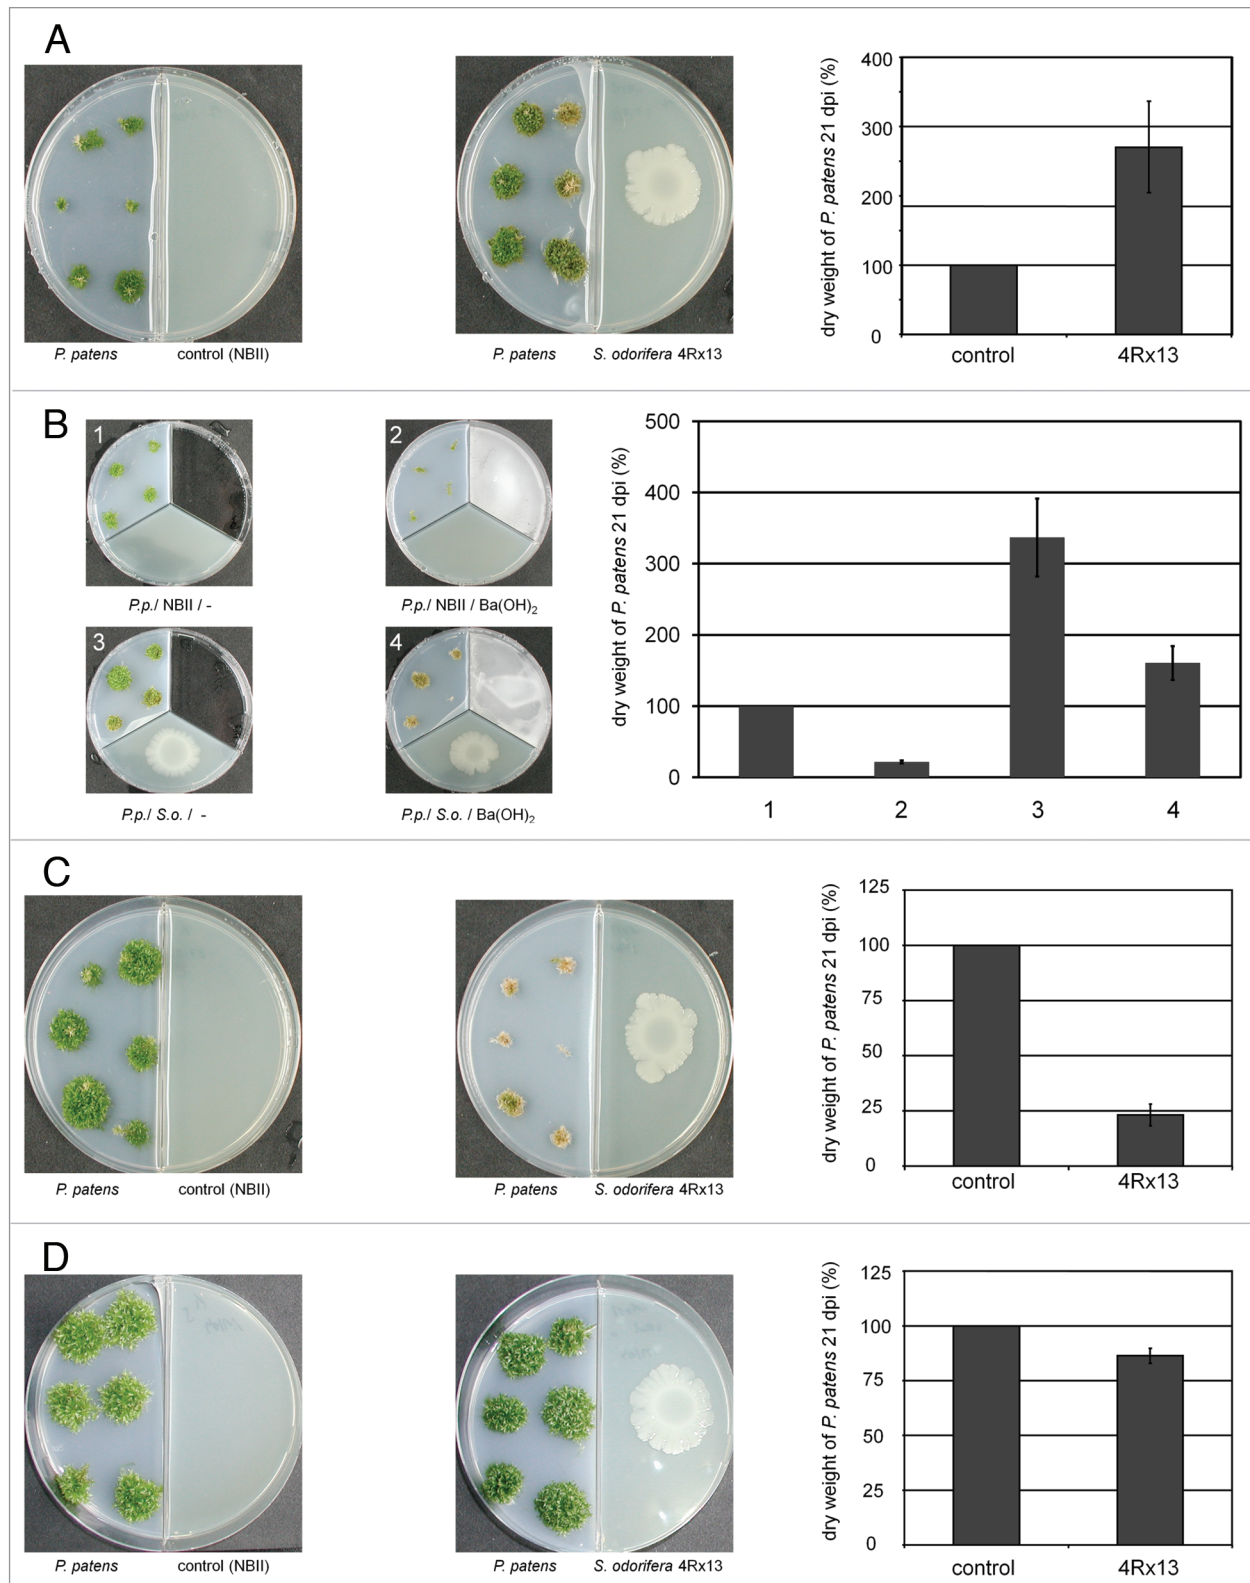 A
P. patens control (NBII)
P. patens S. odorifera 4Rx13
dry weight of P. patens 21 dpi (%)
400
300
200
100
0
control 4Rx13
B
1
P.p./ NBII / -
2
P.p./ NBII / Ba(OH)2
3
P.p./ S.o. / -
4
P.p./ S.o. / Ba(OH)2
dry weight of P. patens 21 dpi (%)
500
400
300
200
100
0
1 2 3 4
C
P. patens control (NBII)
P. patens S. odorifera 4Rx13
dry weight of P. patens 21 dpi (%)
125
100
75
50
25
0
control 4Rx13
D
P. patens control (NBII)
P. patens S. odorifera 4Rx13
dry weight of P. patens 21 dpi (%)
125
100
75
50
25
0
control 4Rx13